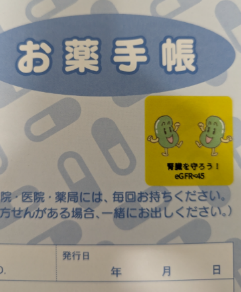 お薬手帳
腎臓を守ろう！
eGFR<45
院・医院・薬局には、毎回お持ちください。
方せんがある場合、一緒にお出しください。）
発行日
年　月　日